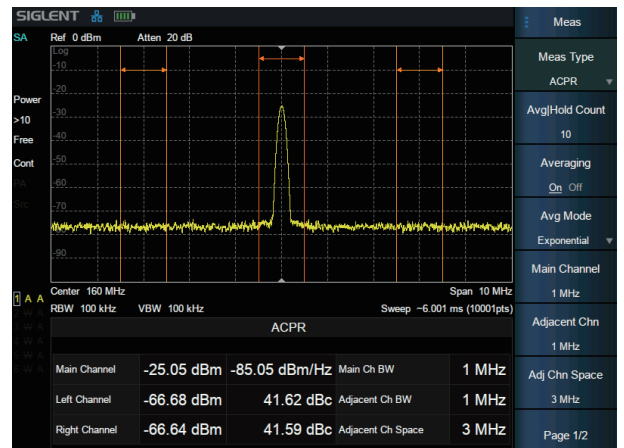 SIGLENT
Meas
SA
Ref 0 dBm Atten 20 dB
Log
-10
-20
-30
-40
-50
-60
-70
-90
Power
>10
Free
Cont
PA
Src
Center 160 MHz Span 10 MHz
RBW 100 kHz VBW 100 kHz Sweep ~6.001 ms (10001pts)
1 A A
2 W A
3 W A
4 W A
5 W A
6 W A
ACPR
Main Channel -25.05 dBm -85.05 dBm/Hz Main Ch BW 1 MHz
Left Channel -66.68 dBm 41.62 dBc Adjacent Ch BW 1 MHz
Right Channel -66.64 dBm 41.59 dBc Adjacent Ch Space 3 MHz
Meas Type
ACPR
Avg|Hold Count
10
Averaging
On Off
Avg Mode
Exponential
Main Channel
1 MHz
Adjacent Chn
1 MHz
Adj Chn Space
3 MHz
Page 1/2